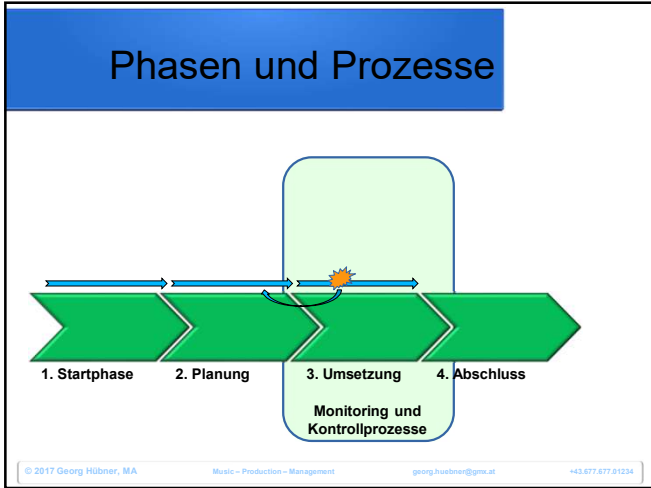 Phasen und Prozesse
1. Startphase
2. Planung
3. Umsetzung
4. Abschluss
Monitoring und
Kontrollprozesse
© 2017 Georg Hübner, MA
Music – Production – Management
georg.huebner@gmx.at
+43.677.677.01234